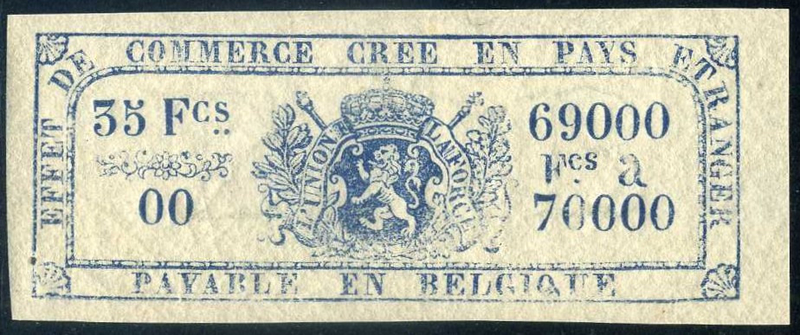 EFFET DE COMMERCE CREE EN PAYS ETRANGER
35 Fcs
00
L'UNION FAIT LA FORCE
69000
Fcs à
70000
PAYABLE EN BELGIQUE